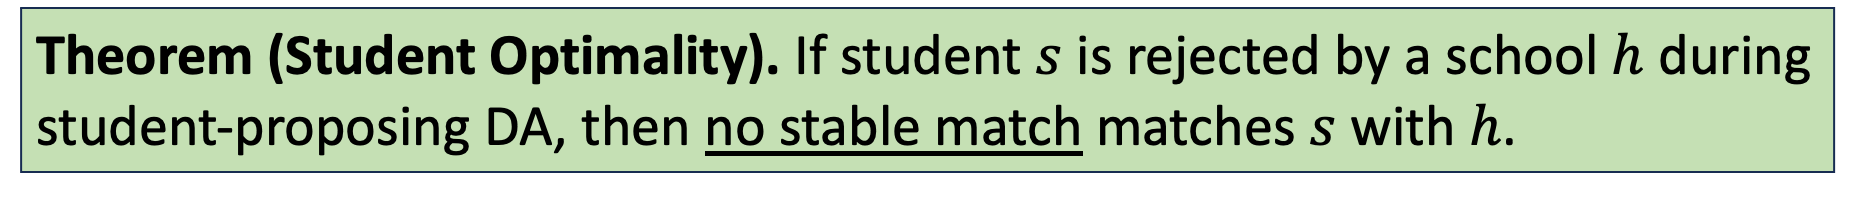 Theorem (Student Optimality). If student s is rejected by a school h during
student-proposing DA, then no stable match matches s with h.